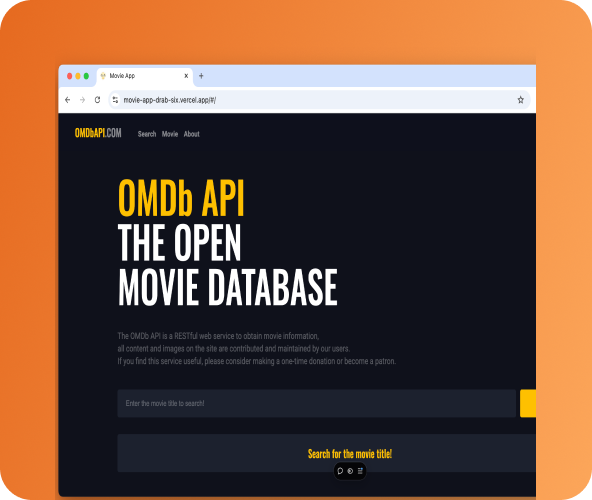 Movie App
movie-app-drab-six.vercel.app/#/
OMDbAPI.COM Search Movie About
OMDb API
THE OPEN
MOVIE DATABASE
The OMDb API is a RESTful web service to obtain movie information,
all content and images on the site are contributed and maintained by our users.
If you find this service useful, please consider making a one-time donation or become a patron.
Enter the movie title to search!
Search for the movie title!